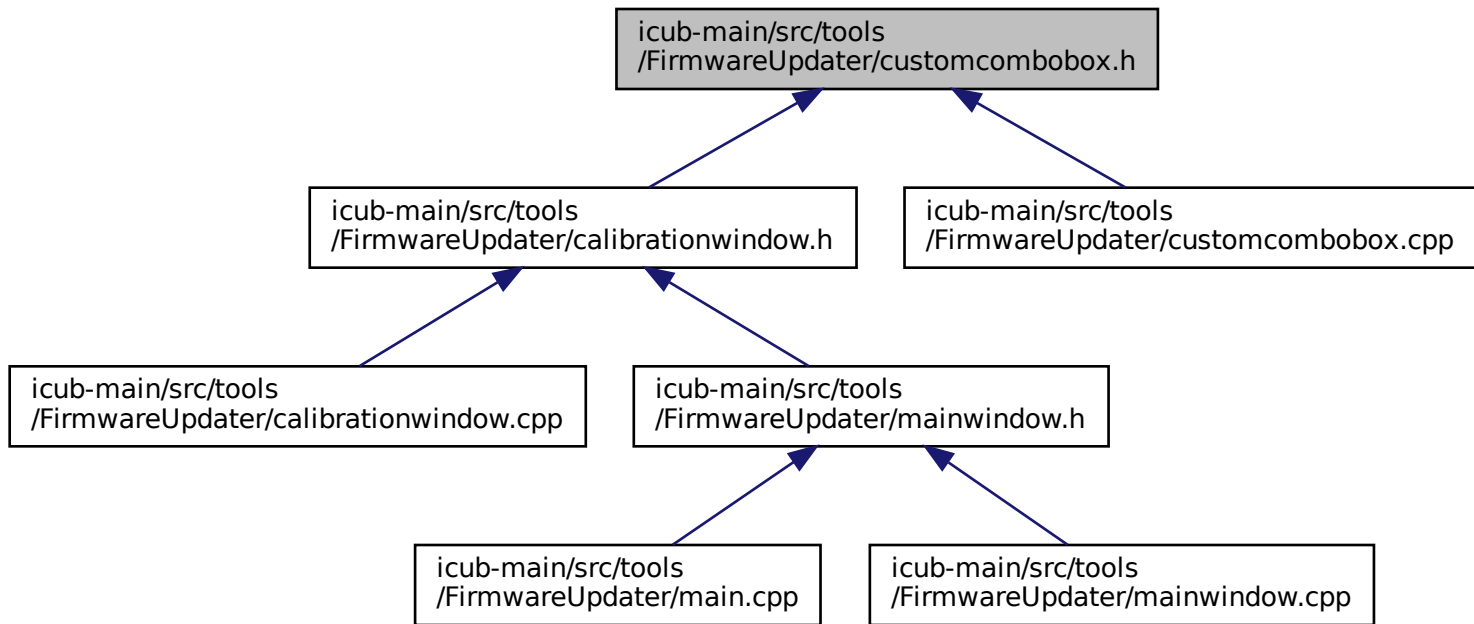 icub-main/src/tools
/FirmwareUpdater/customcombobox.h
icub-main/src/tools
/FirmwareUpdater/calibrationwindow.h
icub-main/src/tools
/FirmwareUpdater/customcombobox.cpp
icub-main/src/tools
/FirmwareUpdater/calibrationwindow.cpp
icub-main/src/tools
/FirmwareUpdater/mainwindow.h
icub-main/src/tools
/FirmwareUpdater/main.cpp
icub-main/src/tools
/FirmwareUpdater/mainwindow.cpp